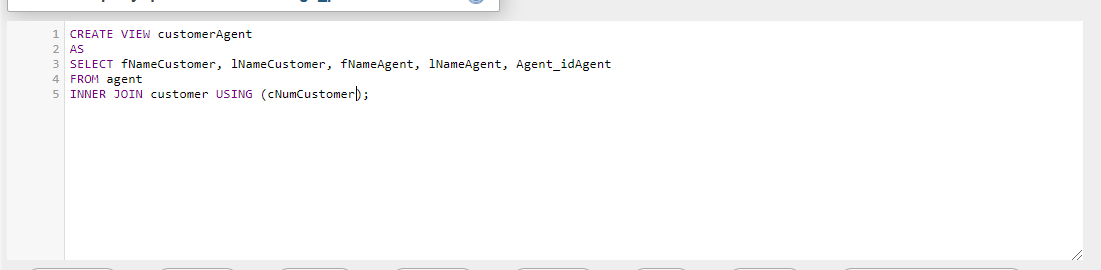 1 CREATE VIEW customerAgent
2 AS
3 SELECT fNameCustomer, lNameCustomer, fNameAgent, lNameAgent, Agent_idAgent
4 FROM agent
5 INNER JOIN customer USING (cNumCustomer);